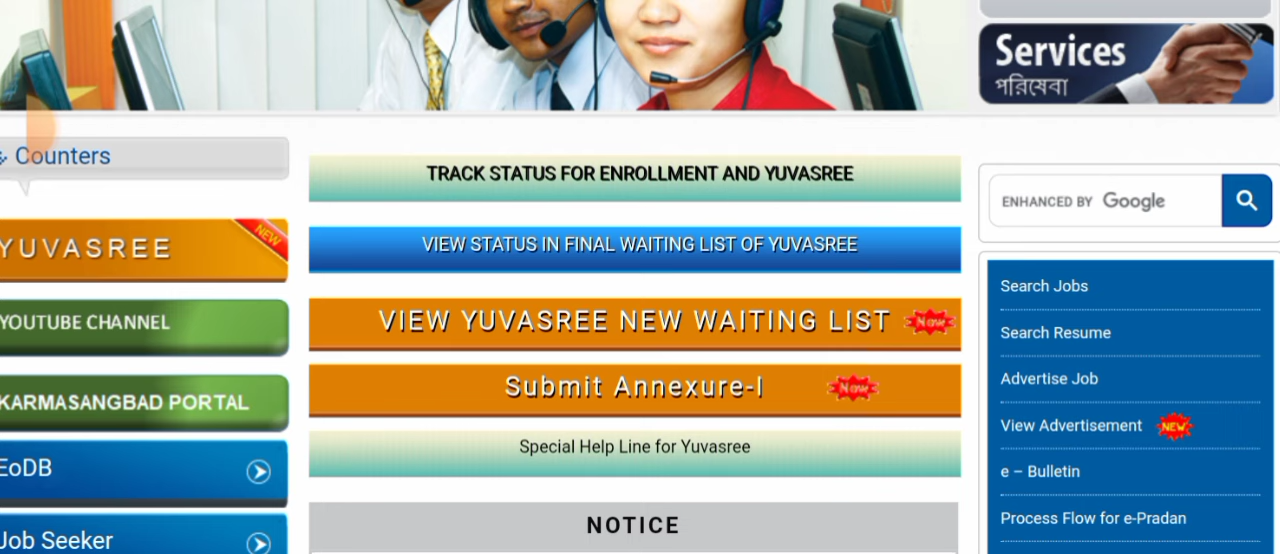 Services
পরিষেবা
Counters
YUVASREE
NEW
YOUTUBE CHANNEL
KARMASANGBAD PORTAL
EoDB
Job Seeker
TRACK STATUS FOR ENROLLMENT AND YUVASREE
VIEW STATUS IN FINAL WAITING LIST OF YUVASREE
VIEW YUVASREE NEW WAITING LIST New
Submit Annexure-I New
Special Help Line for Yuvasree
NOTICE
ENHANCED BY Google
Search Jobs
Search Resume
Advertise Job
View Advertisement NEW
e – Bulletin
Process Flow for e-Pradan